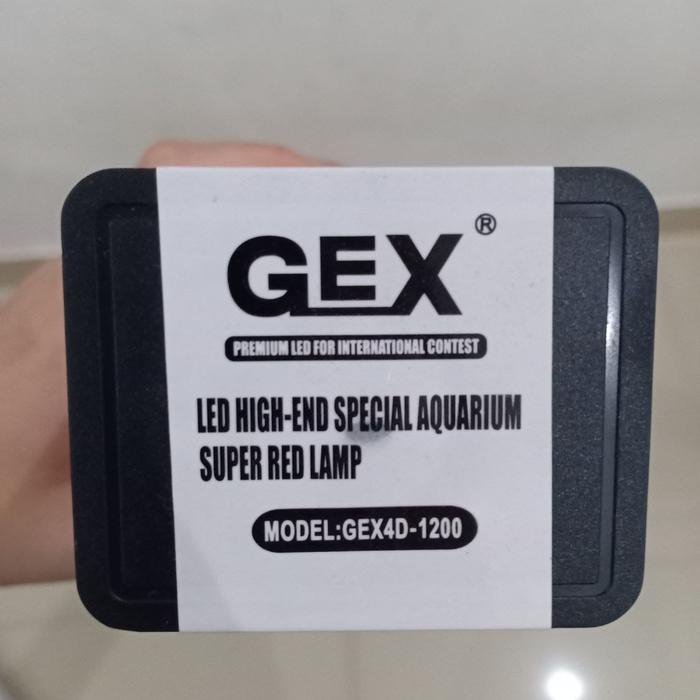 GEX®
PREMIUM LED FOR INTERNATIONAL CONTEST
LED HIGH-END SPECIAL AQUARIUM
SUPER RED LAMP
MODEL:GEX4D-1200